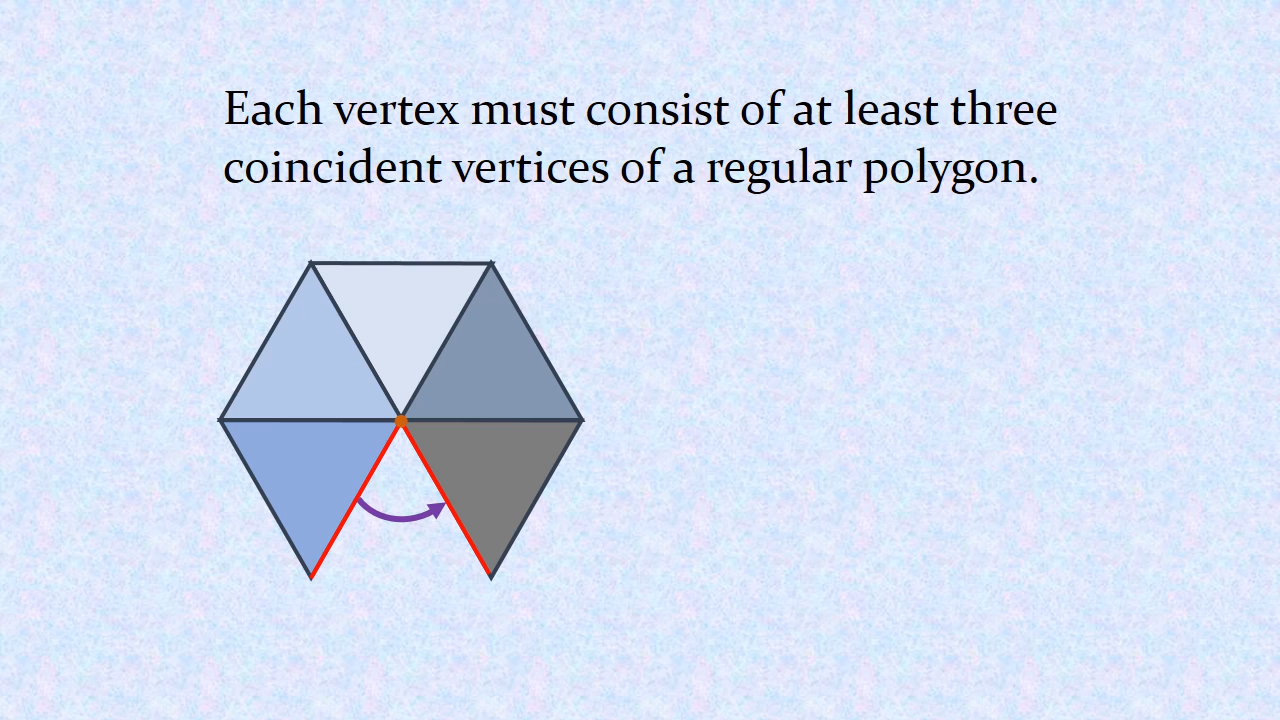 Each vertex must consist of at least three
coincident vertices of a regular polygon.